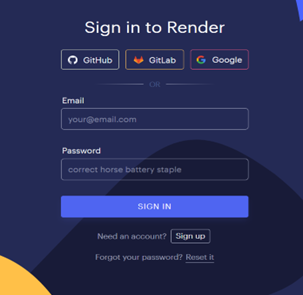 Sign in to Render
GitHub GitLab Google
OR
Email
your@email.com
Password
correct horse battery staple
SIGN IN
Need an account? Sign up
Forgot your password? Reset it